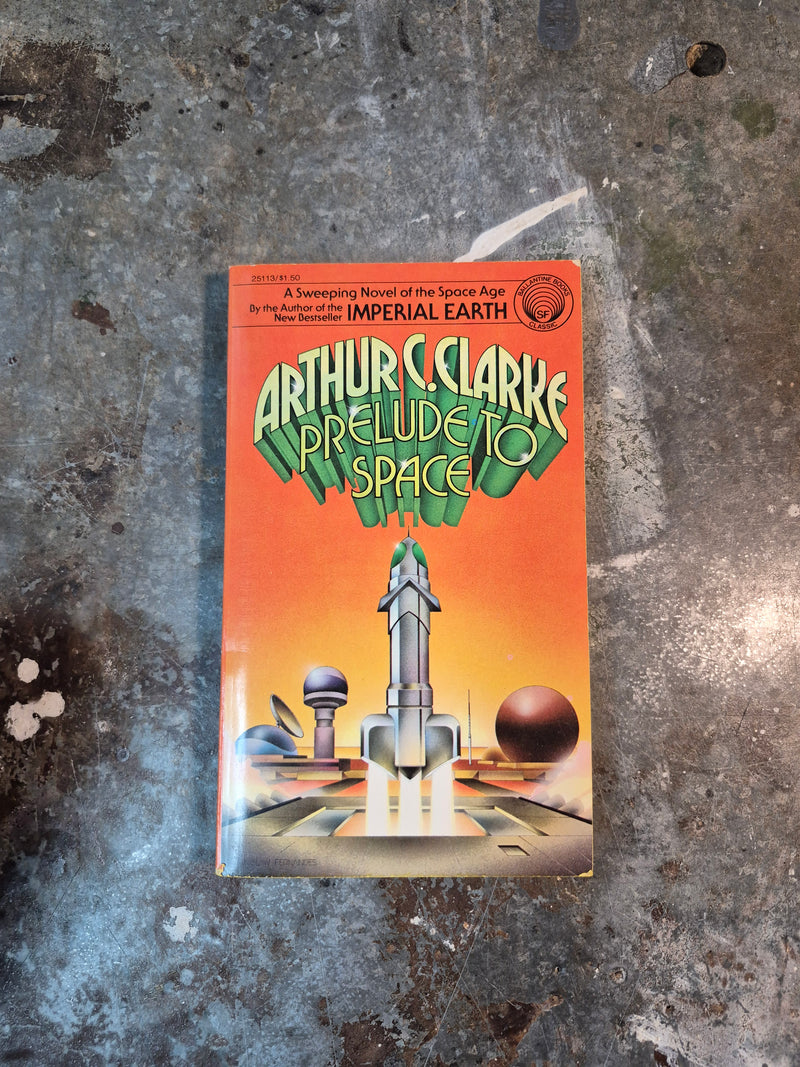 25113/$1.50
A Sweeping Novel of the Space Age
By the Author of the
New Bestseller IMPERIAL EARTH
BALLANTINE BOOKS
SF
CLASSIC
ARTHUR C. CLARKE
PRELUDE TO
SPACE
FERNANDES